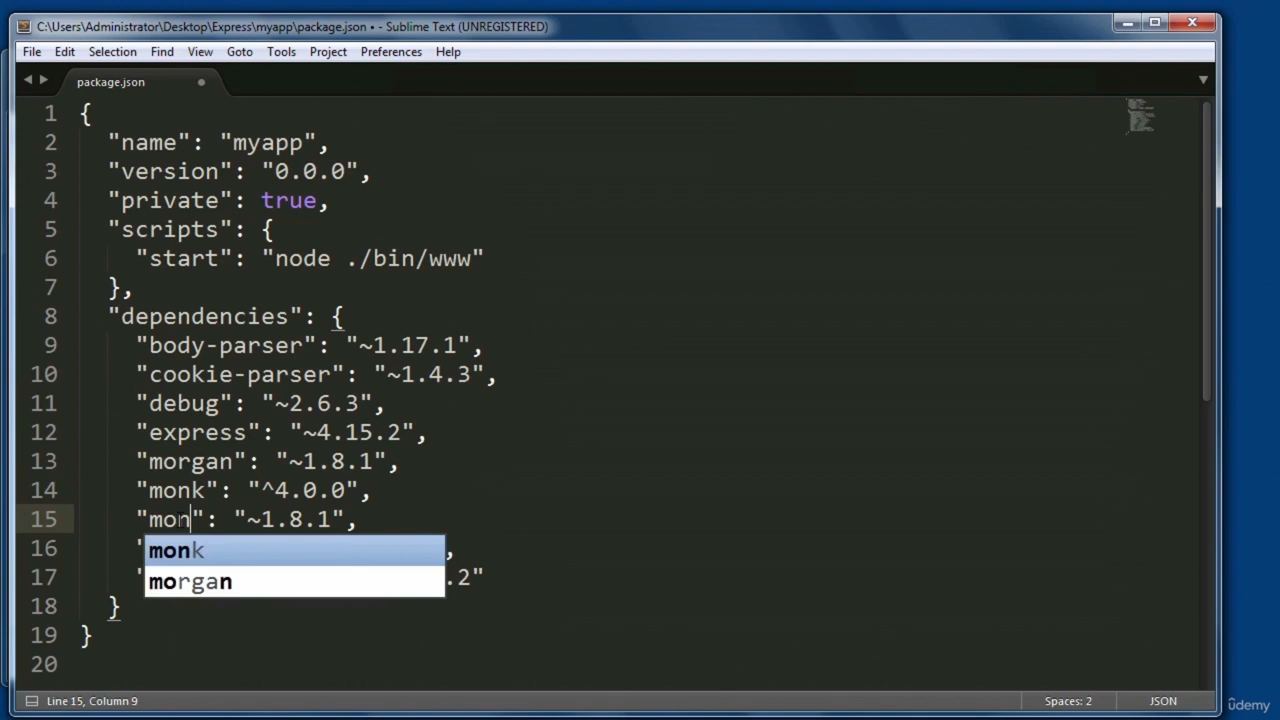 C:\Users\Administrator\Desktop\Express\myapp\package.json • - Sublime Text (UNREGISTERED)
File Edit Selection Find View Goto Tools Project Preferences Help
package.json
1 {
2 "name": "myapp",
3 "version": "0.0.0",
4 "private": true,
5 "scripts": {
6 "start": "node ./bin/www"
7 },
8 "dependencies": {
9 "body-parser": "~1.17.1",
10 "cookie-parser": "~1.4.3",
11 "debug": "~2.6.3",
12 "express": "~4.15.2",
13 "morgan": "~1.8.1",
14 "monk": "^4.0.0",
15 "mon": "~1.8.1",
monk
morgan
16 ,
17 .2"
18 }
19 }
20
Line 15, Column 9 Spaces: 2 JSON
ûdemy